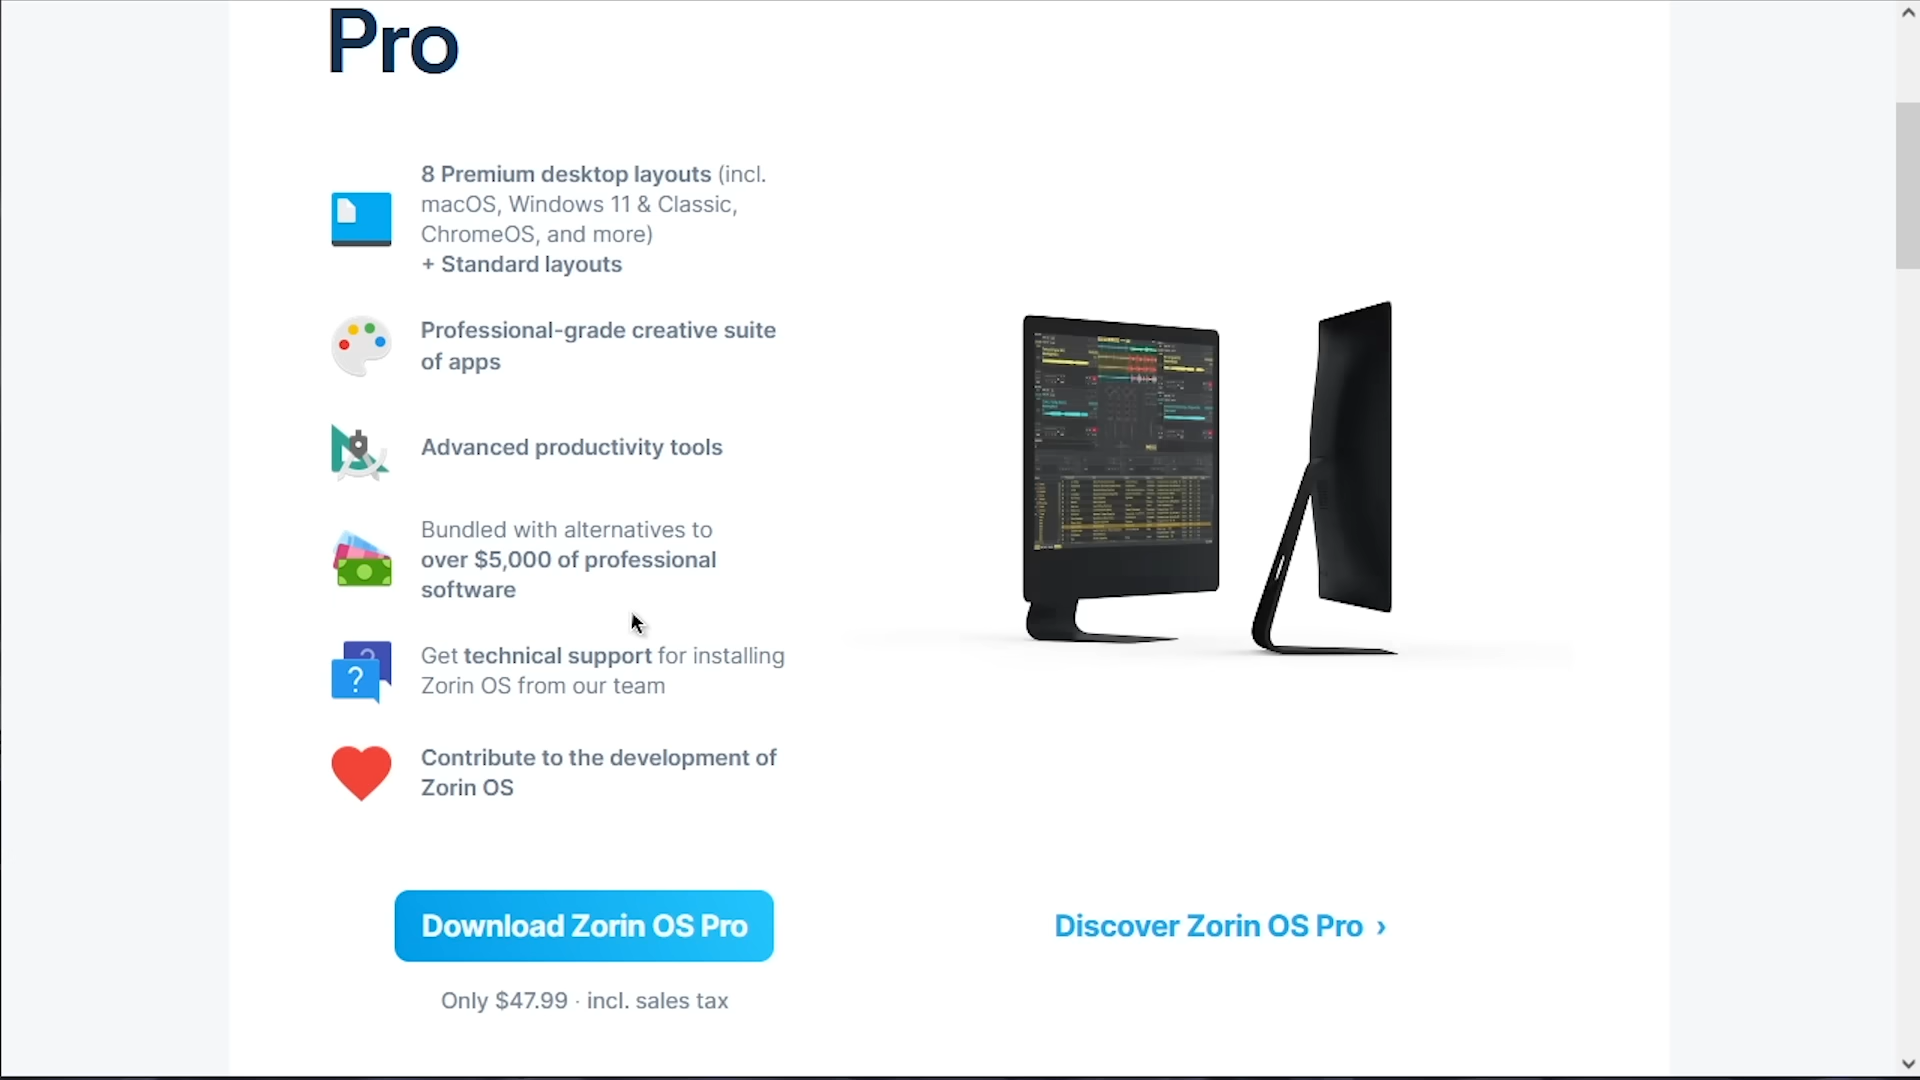 Pro
8 Premium desktop layouts (incl.
macOS, Windows 11 & Classic,
ChromeOS, and more)
+ Standard layouts
Professional-grade creative suite
of apps
Advanced productivity tools
Bundled with alternatives to
over $5,000 of professional
software
Get technical support for installing
Zorin OS from our team
Contribute to the development of
Zorin OS
Download Zorin OS Pro
Discover Zorin OS Pro ›
Only $47.99 · incl. sales tax